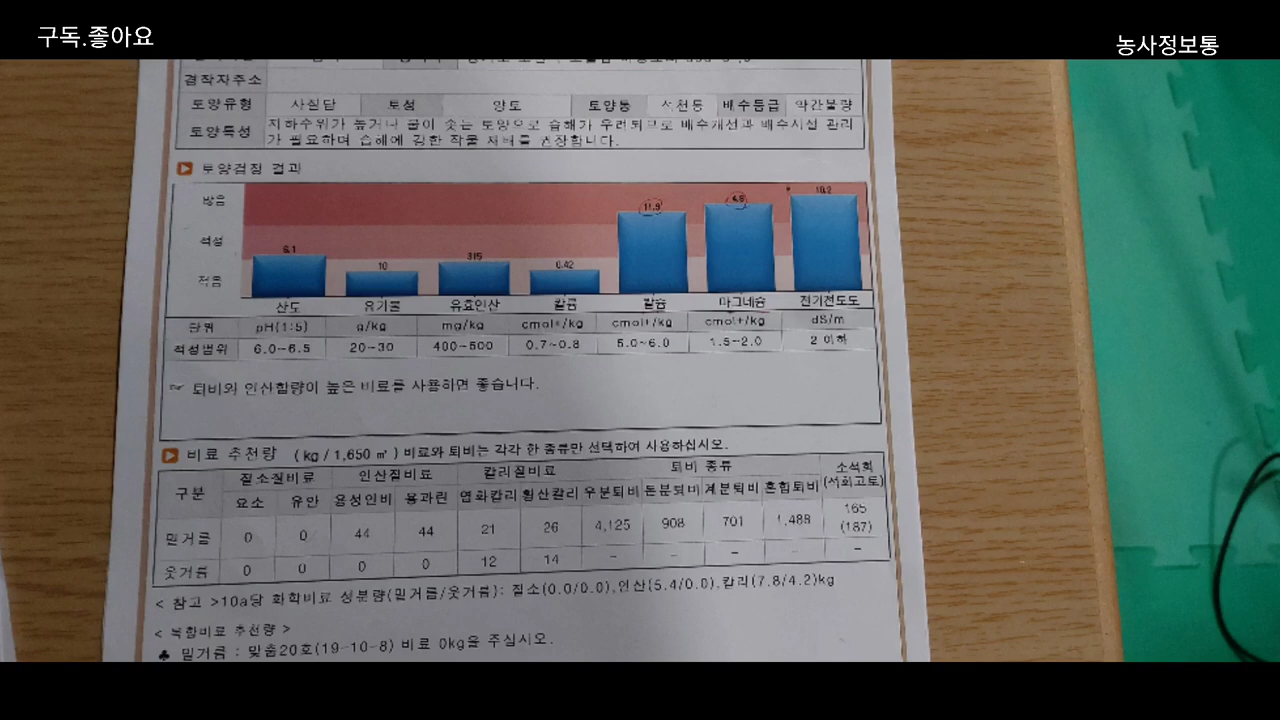 구독.좋아요
농사정보통
경작자주소
토양유형 사질답 토성 양토 토양통 석천통 배수등급 약간불량
토양특성 지하수위가 높거나 물이 솟는 토양으로 습해가 우려되므로 배수개선과 배수시설 관리
가 필요하며 습해에 강한 작물 재배를 권장합니다.
토양검정 결과
많음
적정
적음
6.1 10 315 0.42 11.9 4.8 10.2
산도 유기물 유효인산 칼륨 칼슘 마그네슘 전기전도도
단위 pH(1:5) g/kg mg/kg cmol+/kg cmol+/kg cmol+/kg dS/m
적정범위 6.0~6.5 20~30 400~500 0.7~0.8 5.0~6.0 1.5~2.0 2 이하
☞ 퇴비와 인산함량이 높은 비료를 사용하면 좋습니다.
비료 추천량 (kg / 1,650 ㎡) 비료와 퇴비는 각각 한 종류만 선택하여 사용하십시오.
구분 질소질비료 인산질비료 칼리질비료 퇴비 종류 소석회
요소 유안 용성인비 용과린 염화칼리 황산칼리 우분퇴비 돈분퇴비 계분퇴비 혼합퇴비 (석회고토)
밑거름 0 0 44 44 21 26 4,125 908 701 1,488 165
(187)
웃거름 0 0 0 0 12 14 - - - - -
< 참고 >10a당 화학비료 성분량(밑거름/웃거름): 질소(0.0/0.0),인산(5.4/0.0),칼리(7.8/4.2)kg
< 복합비료 추천량 >
♣ 밑거름 : 맞춤20호(19-10-8) 비료 0kg을 주십시오.